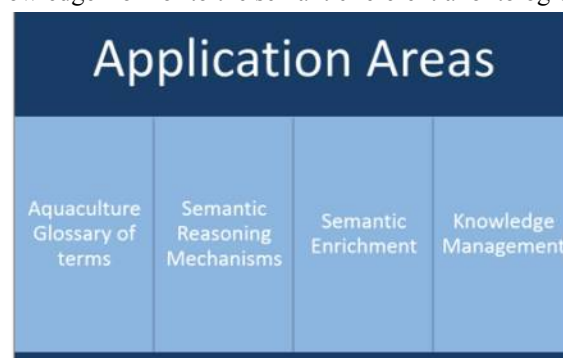 Application Areas
Aquaculture
Glossary of
terms
Semantic
Reasoning
Mechanisms
Semantic
Enrichment
Knowledge
Management